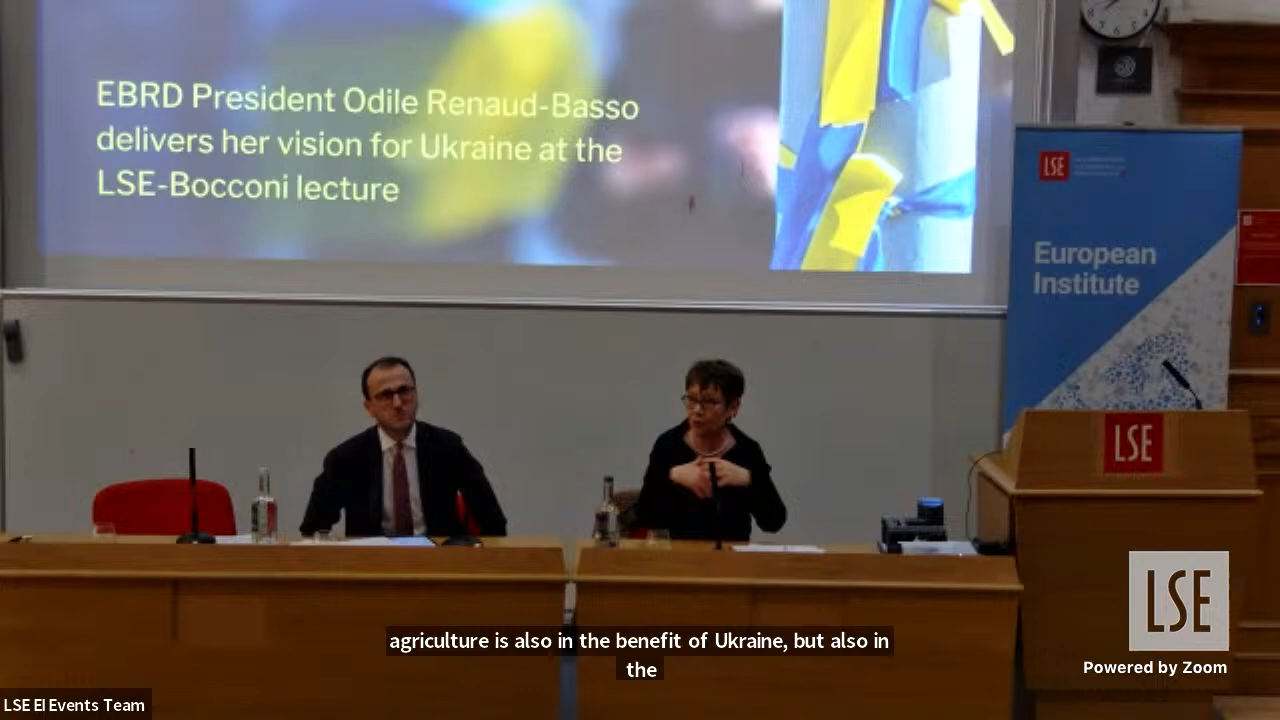 EBRD President Odile Renaud-Basso
delivers her vision for Ukraine at the
LSE-Bocconi lecture
LSE
European
Institute
LSE
LSE
Powered by Zoom
agriculture is also in the benefit of Ukraine, but also in
the
LSE EI Events Team